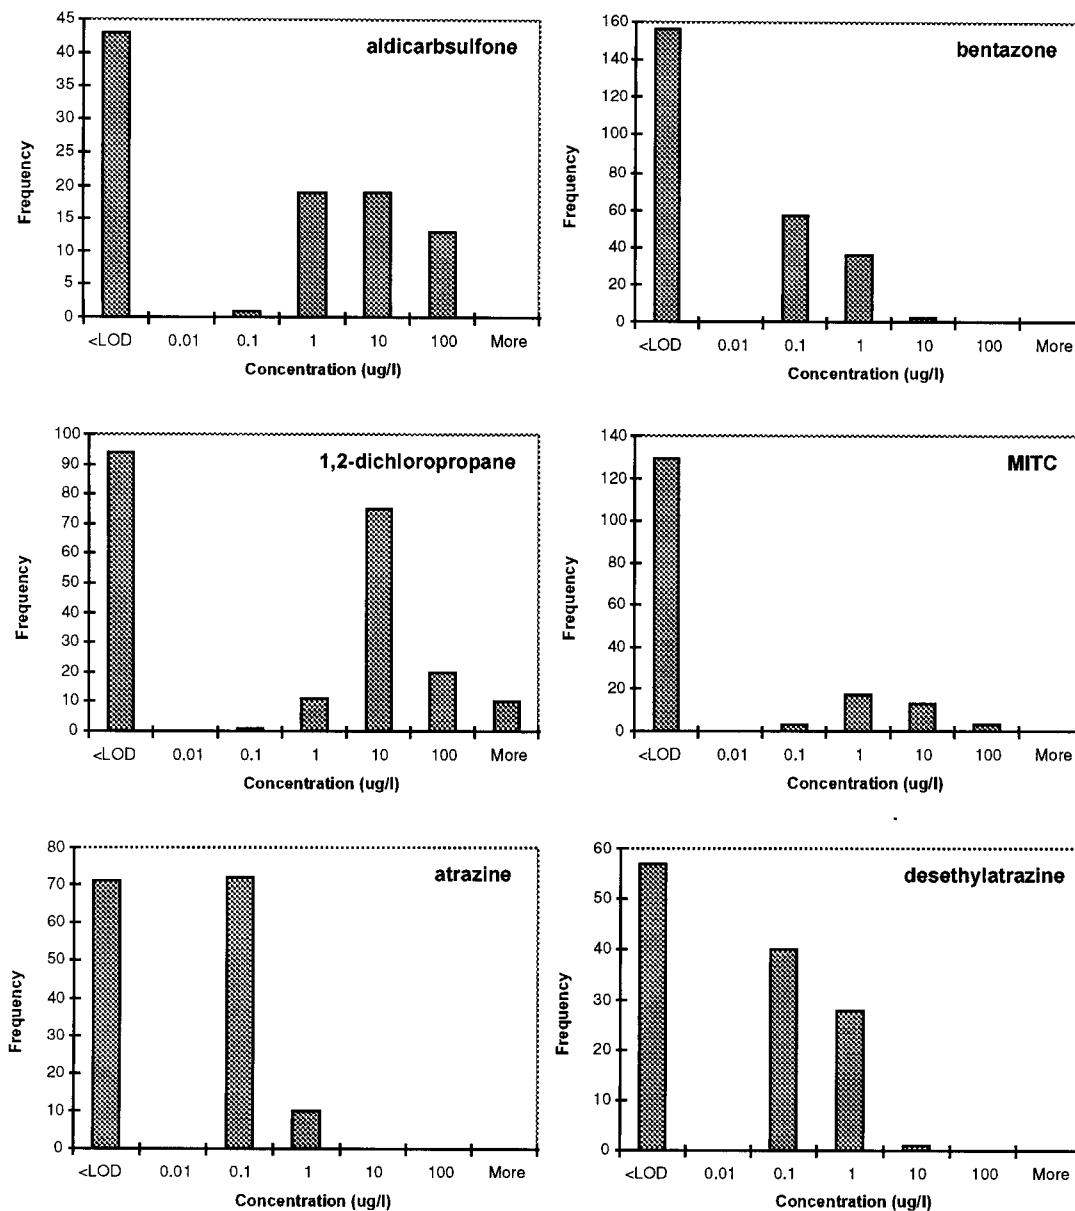 aldicarbsulfone
45
40
35
30
25
20
15
10
5
0
Frequency
<LOD 0.01 0.1 1 10 100 More
Concentration (ug/l)
bentazone
160
140
120
100
80
60
40
20
0
Frequency
<LOD 0.01 0.1 1 10 100 More
Concentration (ug/l)
1,2-dichloropropane
100
90
80
70
60
50
40
30
20
10
0
Frequency
<LOD 0.01 0.1 1 10 100 More
Concentration (ug/l)
MITC
140
120
100
80
60
40
20
0
Frequency
<LOD 0.01 0.1 1 10 100 More
Concentration (ug/l)
atrazine
80
70
60
50
40
30
20
10
0
Frequency
<LOD 0.01 0.1 1 10 100 More
Concentration (ug/l)
desethylatrazine
60
50
40
30
20
10
0
Frequency
<LOD 0.01 0.1 1 10 100 More
Concentration (ug/l)